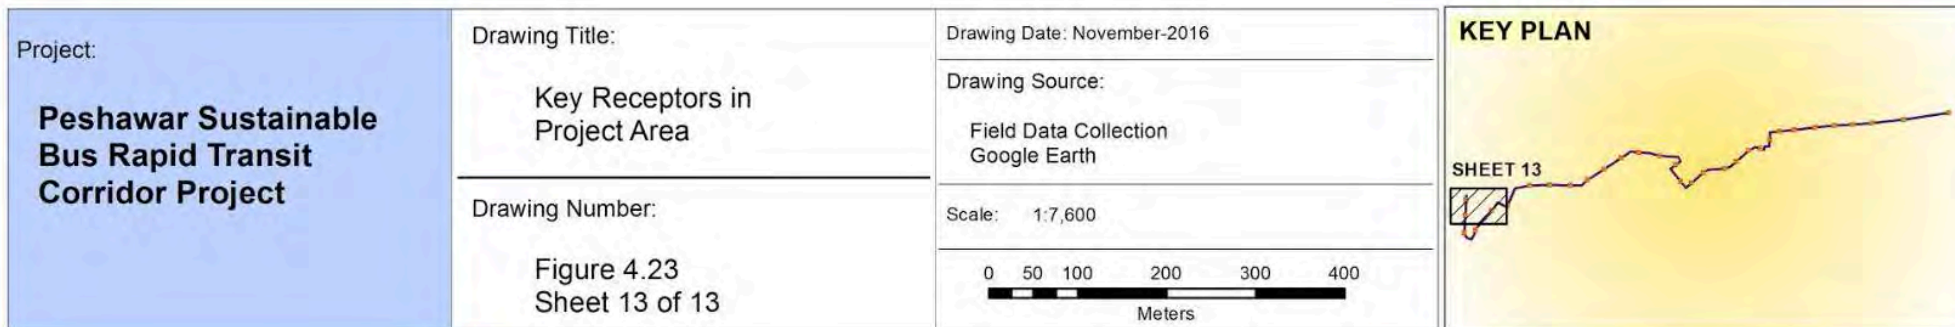 Project:
Peshawar Sustainable
Bus Rapid Transit
Corridor Project
Drawing Title:
Key Receptors in
Project Area
Drawing Number:
Figure 4.23
Sheet 13 of 13
Drawing Date: November-2016
Drawing Source:
Field Data Collection
Google Earth
Scale: 1:7,600
0 50 100 200 300 400
Meters
KEY PLAN
SHEET 13